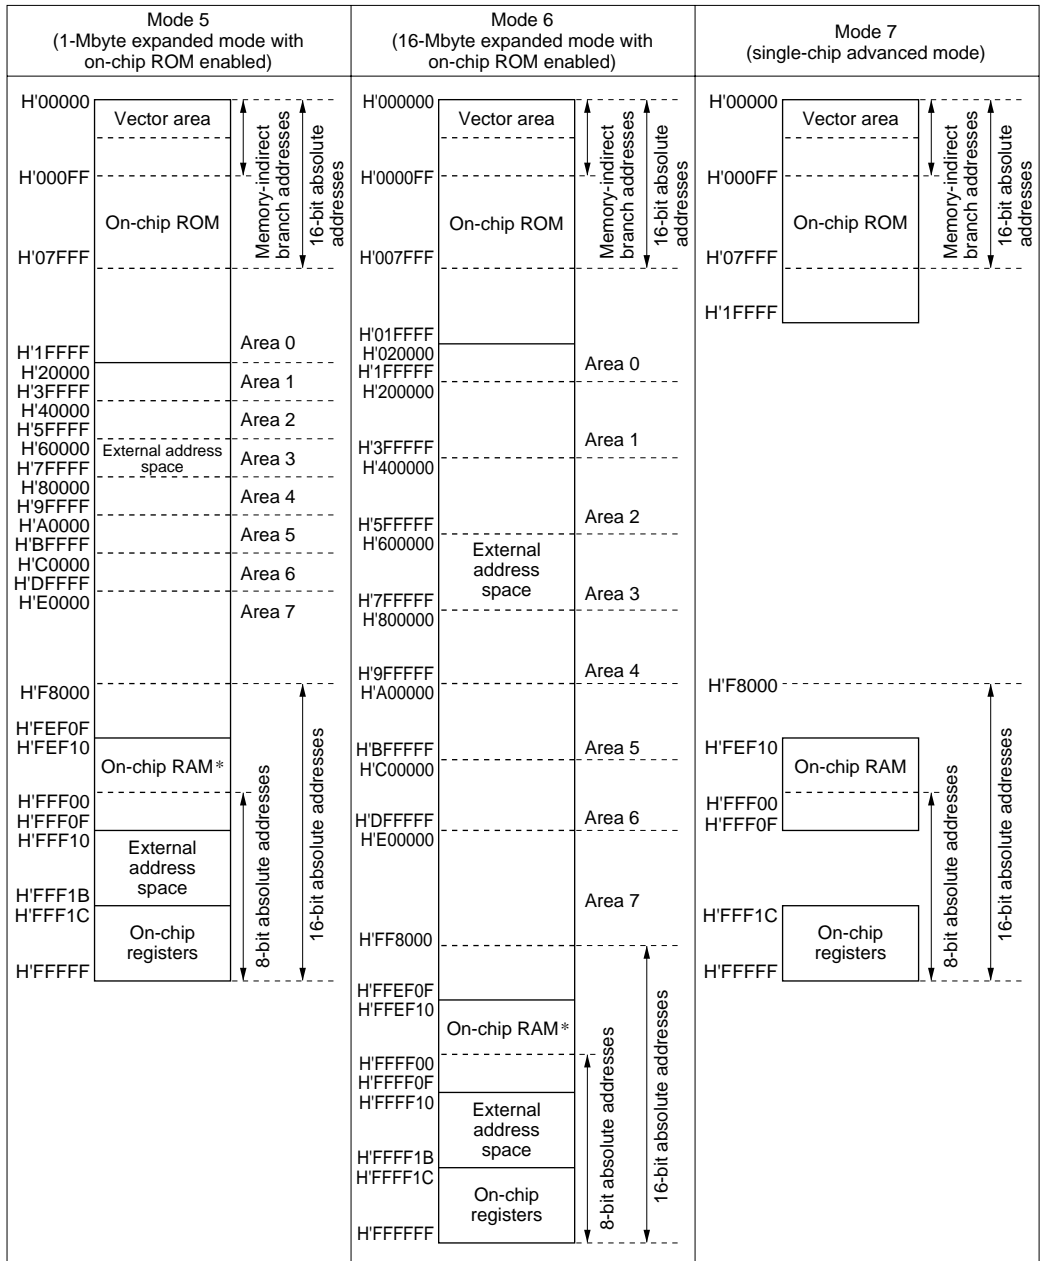 Mode 5
(1-Mbyte expanded mode with
on-chip ROM enabled)
H'00000
Vector area
H'000FF
On-chip ROM
H'07FFF
Memory-indirect
branch addresses
16-bit absolute
addresses
H'1FFFF
Area 0
H'20000
H'3FFFF
Area 1
H'40000
H'5FFFF
Area 2
H'60000
H'7FFFF
External address
space
Area 3
H'80000
H'9FFFF
Area 4
H'A0000
H'BFFFF
Area 5
H'C0000
H'DFFFF
Area 6
H'E0000
Area 7
H'F8000
H'FEF0F
H'FEF10
On-chip RAM*
H'FFF00
H'FFF0F
H'FFF10
External
address
space
H'FFF1B
H'FFF1C
On-chip
registers
H'FFFFF
8-bit absolute addresses
16-bit absolute addresses
Mode 6
(16-Mbyte expanded mode with
on-chip ROM enabled)
H'000000
Vector area
H'0000FF
On-chip ROM
H'007FFF
Memory-indirect
branch addresses
16-bit absolute
addresses
H'01FFFF
H'020000
H'1FFFFF
Area 0
H'200000
Area 1
H'3FFFFF
H'400000
H'5FFFFF
Area 2
H'600000
External
address
space
H'7FFFFF
Area 3
H'800000
H'9FFFFF
Area 4
H'A00000
H'BFFFFF
Area 5
H'C00000
H'DFFFFF
Area 6
H'E00000
Area 7
H'FF8000
H'FFEF0F
H'FFEF10
On-chip RAM*
H'FFFF00
H'FFFF0F
H'FFFF10
External
address
space
H'FFFF1B
H'FFFF1C
On-chip
registers
H'FFFFFF
8-bit absolute addresses
16-bit absolute addresses
Mode 7
(single-chip advanced mode)
H'00000
Vector area
H'000FF
On-chip ROM
H'07FFF
H'1FFFF
Memory-indirect
branch addresses
16-bit absolute
addresses
H'F8000
H'FEF10
On-chip RAM
H'FFF00
H'FFF0F
H'FFF1C
On-chip
registers
H'FFFFF
8-bit absolute addresses
16-bit absolute addresses